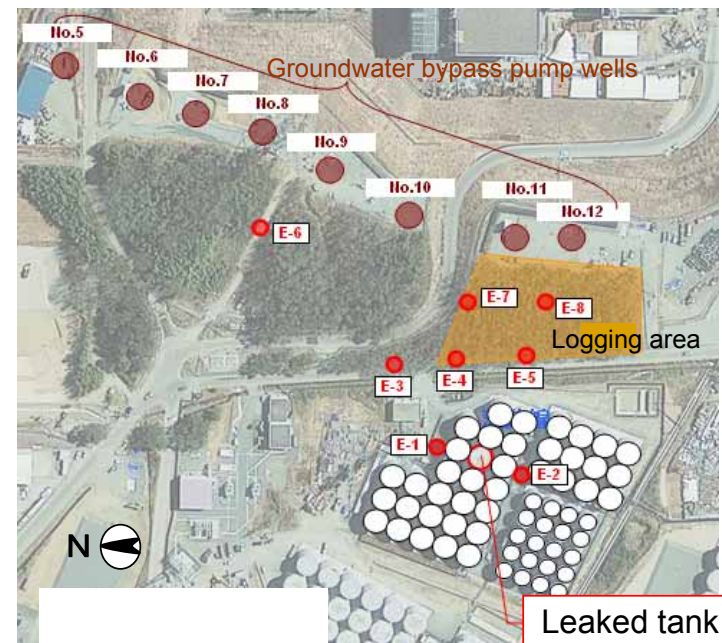 No.5
No.6
No.7
Groundwater bypass pump wells
No.8
No.9
No.10
No.11
No.12
E-6
E-7
E-8
Logging area
E-3
E-4
E-5
E-1
E-2
N
Leaked tank